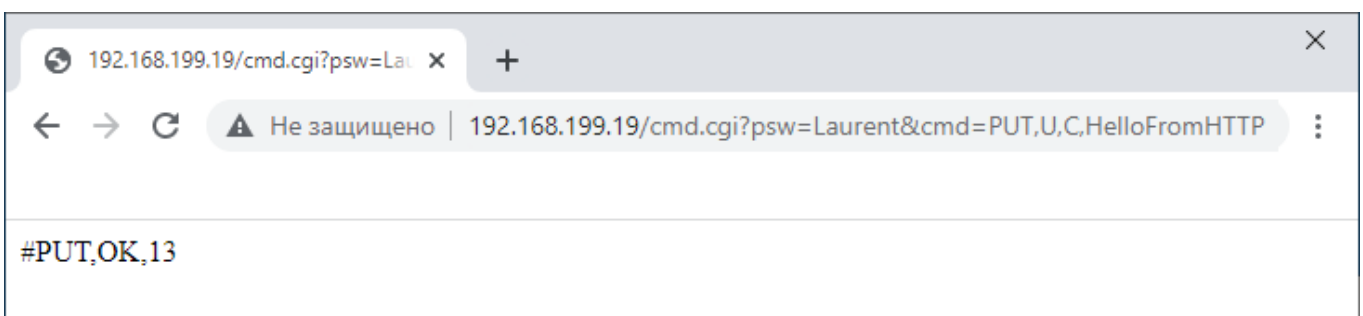 192.168.199.19/cmd.cgi?psw=Lau
Не защищено | 192.168.199.19/cmd.cgi?psw=Laurent&cmd=PUT,U,C,HelloFromHTTP
#PUT,OK,13